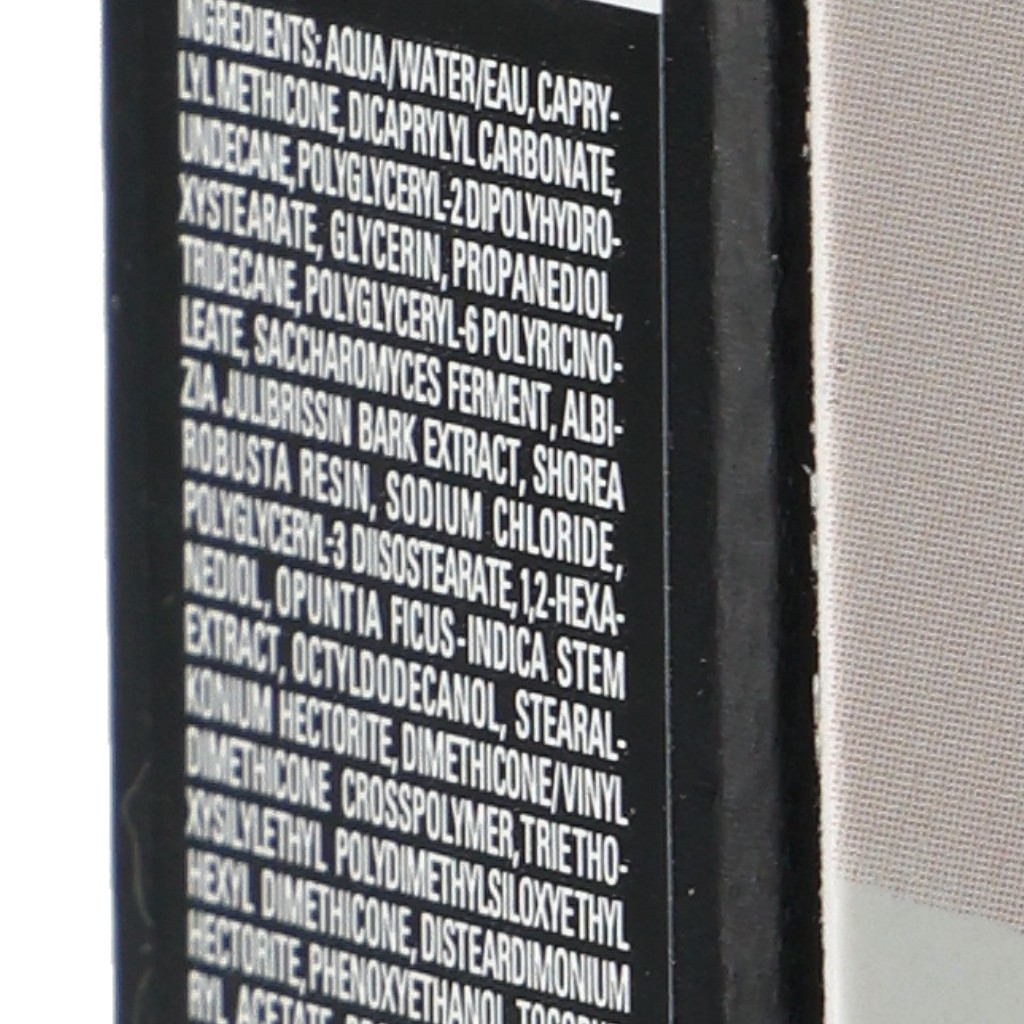 INGREDIENTS: AQUA/WATER/EAU, CAPRY-
LYL METHICONE, DICAPRYLYL CARBONATE,
UNDECANE, POLYGLYCERYL-2 DIPOLYHYDRO-
XYSTEARATE, GLYCERIN, PROPANEDIOL,
TRIDECANE, POLYGLYCERYL-6 POLYRICINO-
LEATE, SACCHAROMYCES FERMENT, ALBI-
ZIA JULIBRISSIN BARK EXTRACT, SHOREA
ROBUSTA RESIN, SODIUM CHLORIDE,
POLYGLYCERYL-3 DIISOSTEARATE, 1,2-HEXA-
NEDIOL, OPUNTIA FICUS-INDICA STEM
EXTRACT, OCTYLDODECANOL, STEARAL-
KONIUM HECTORITE, DIMETHICONE/VINYL
DIMETHICONE CROSSPOLYMER, TRIETHO-
XYSILYLETHYL POLYDIMETHYLSILOXYETHYL
HEXYL DIMETHICONE, DISTEARDIMONIUM
HECTORITE, PHENOXYETHANOL,
RYL ACETATE,